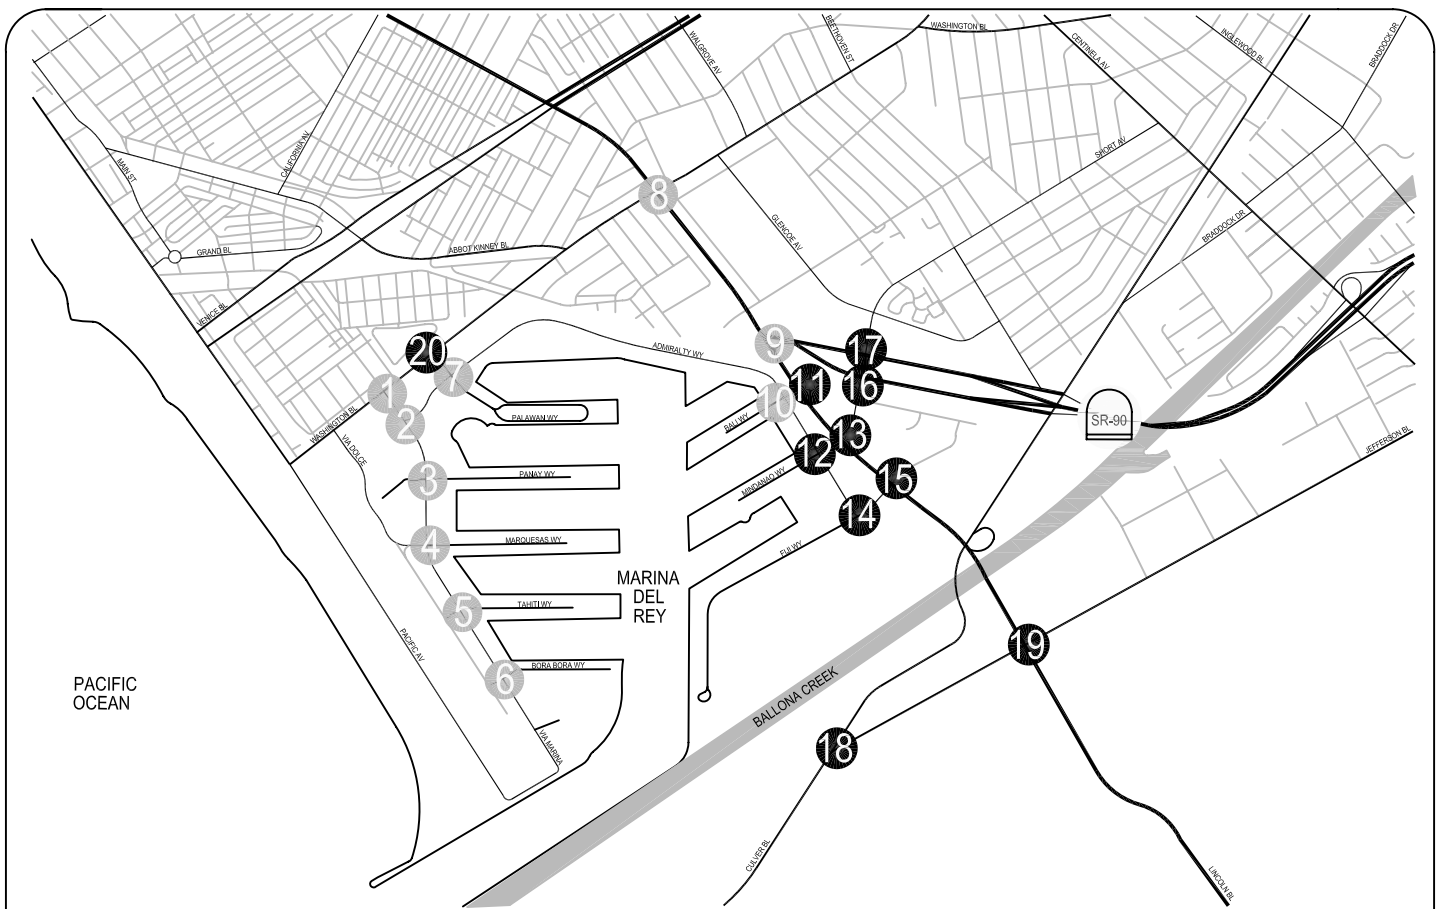 WASHINGTON BL
BEETHOVEN ST
WALGROVE AV
CENTINELA AV
INGLEWOOD BL
BRADDOCK DR
CALIFORNIA AV
MAIN ST
SHORT AV
8
GLENCOE AV
BRADDOCK DR
GRAND BL
ABBOT KINNEY BL
VENICE BL
ADMIRALTY WY
9
17
20
7
11
16
1
10
SR-90
WASHINGTON BL
2
PALAWAN WY
BALI WY
13
JEFFERSON BL
VIA DOLCE
12
3
PANAY WY
MINDANAO WY
15
14
4
MARQUESAS WY
FIJI WY
MARINA
DEL
REY
5
TAHITI WY
PACIFIC AV
19
6
BORA BORA WY
PACIFIC
OCEAN
BALLONA CREEK
VIA MARINA
18
CULVER BL
LINCOLN BL